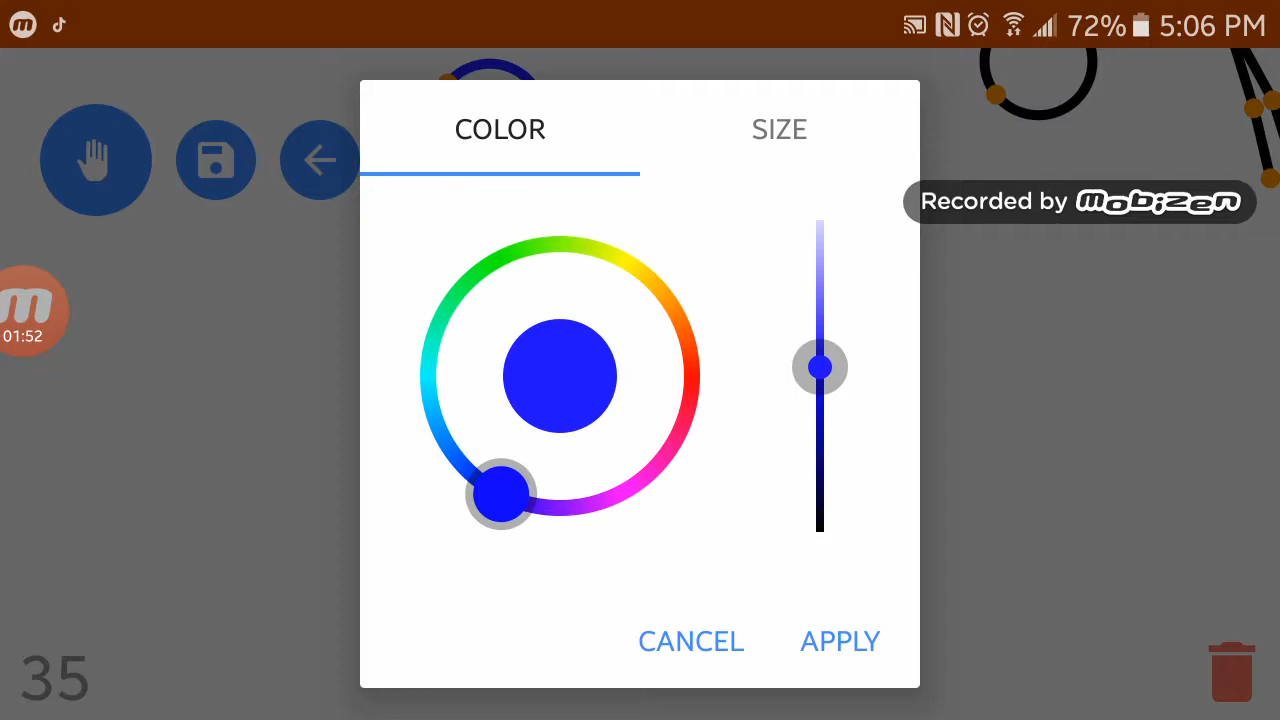 72% 5:06 PM
COLOR SIZE
Recorded by mobizen
01:52
CANCEL APPLY
35